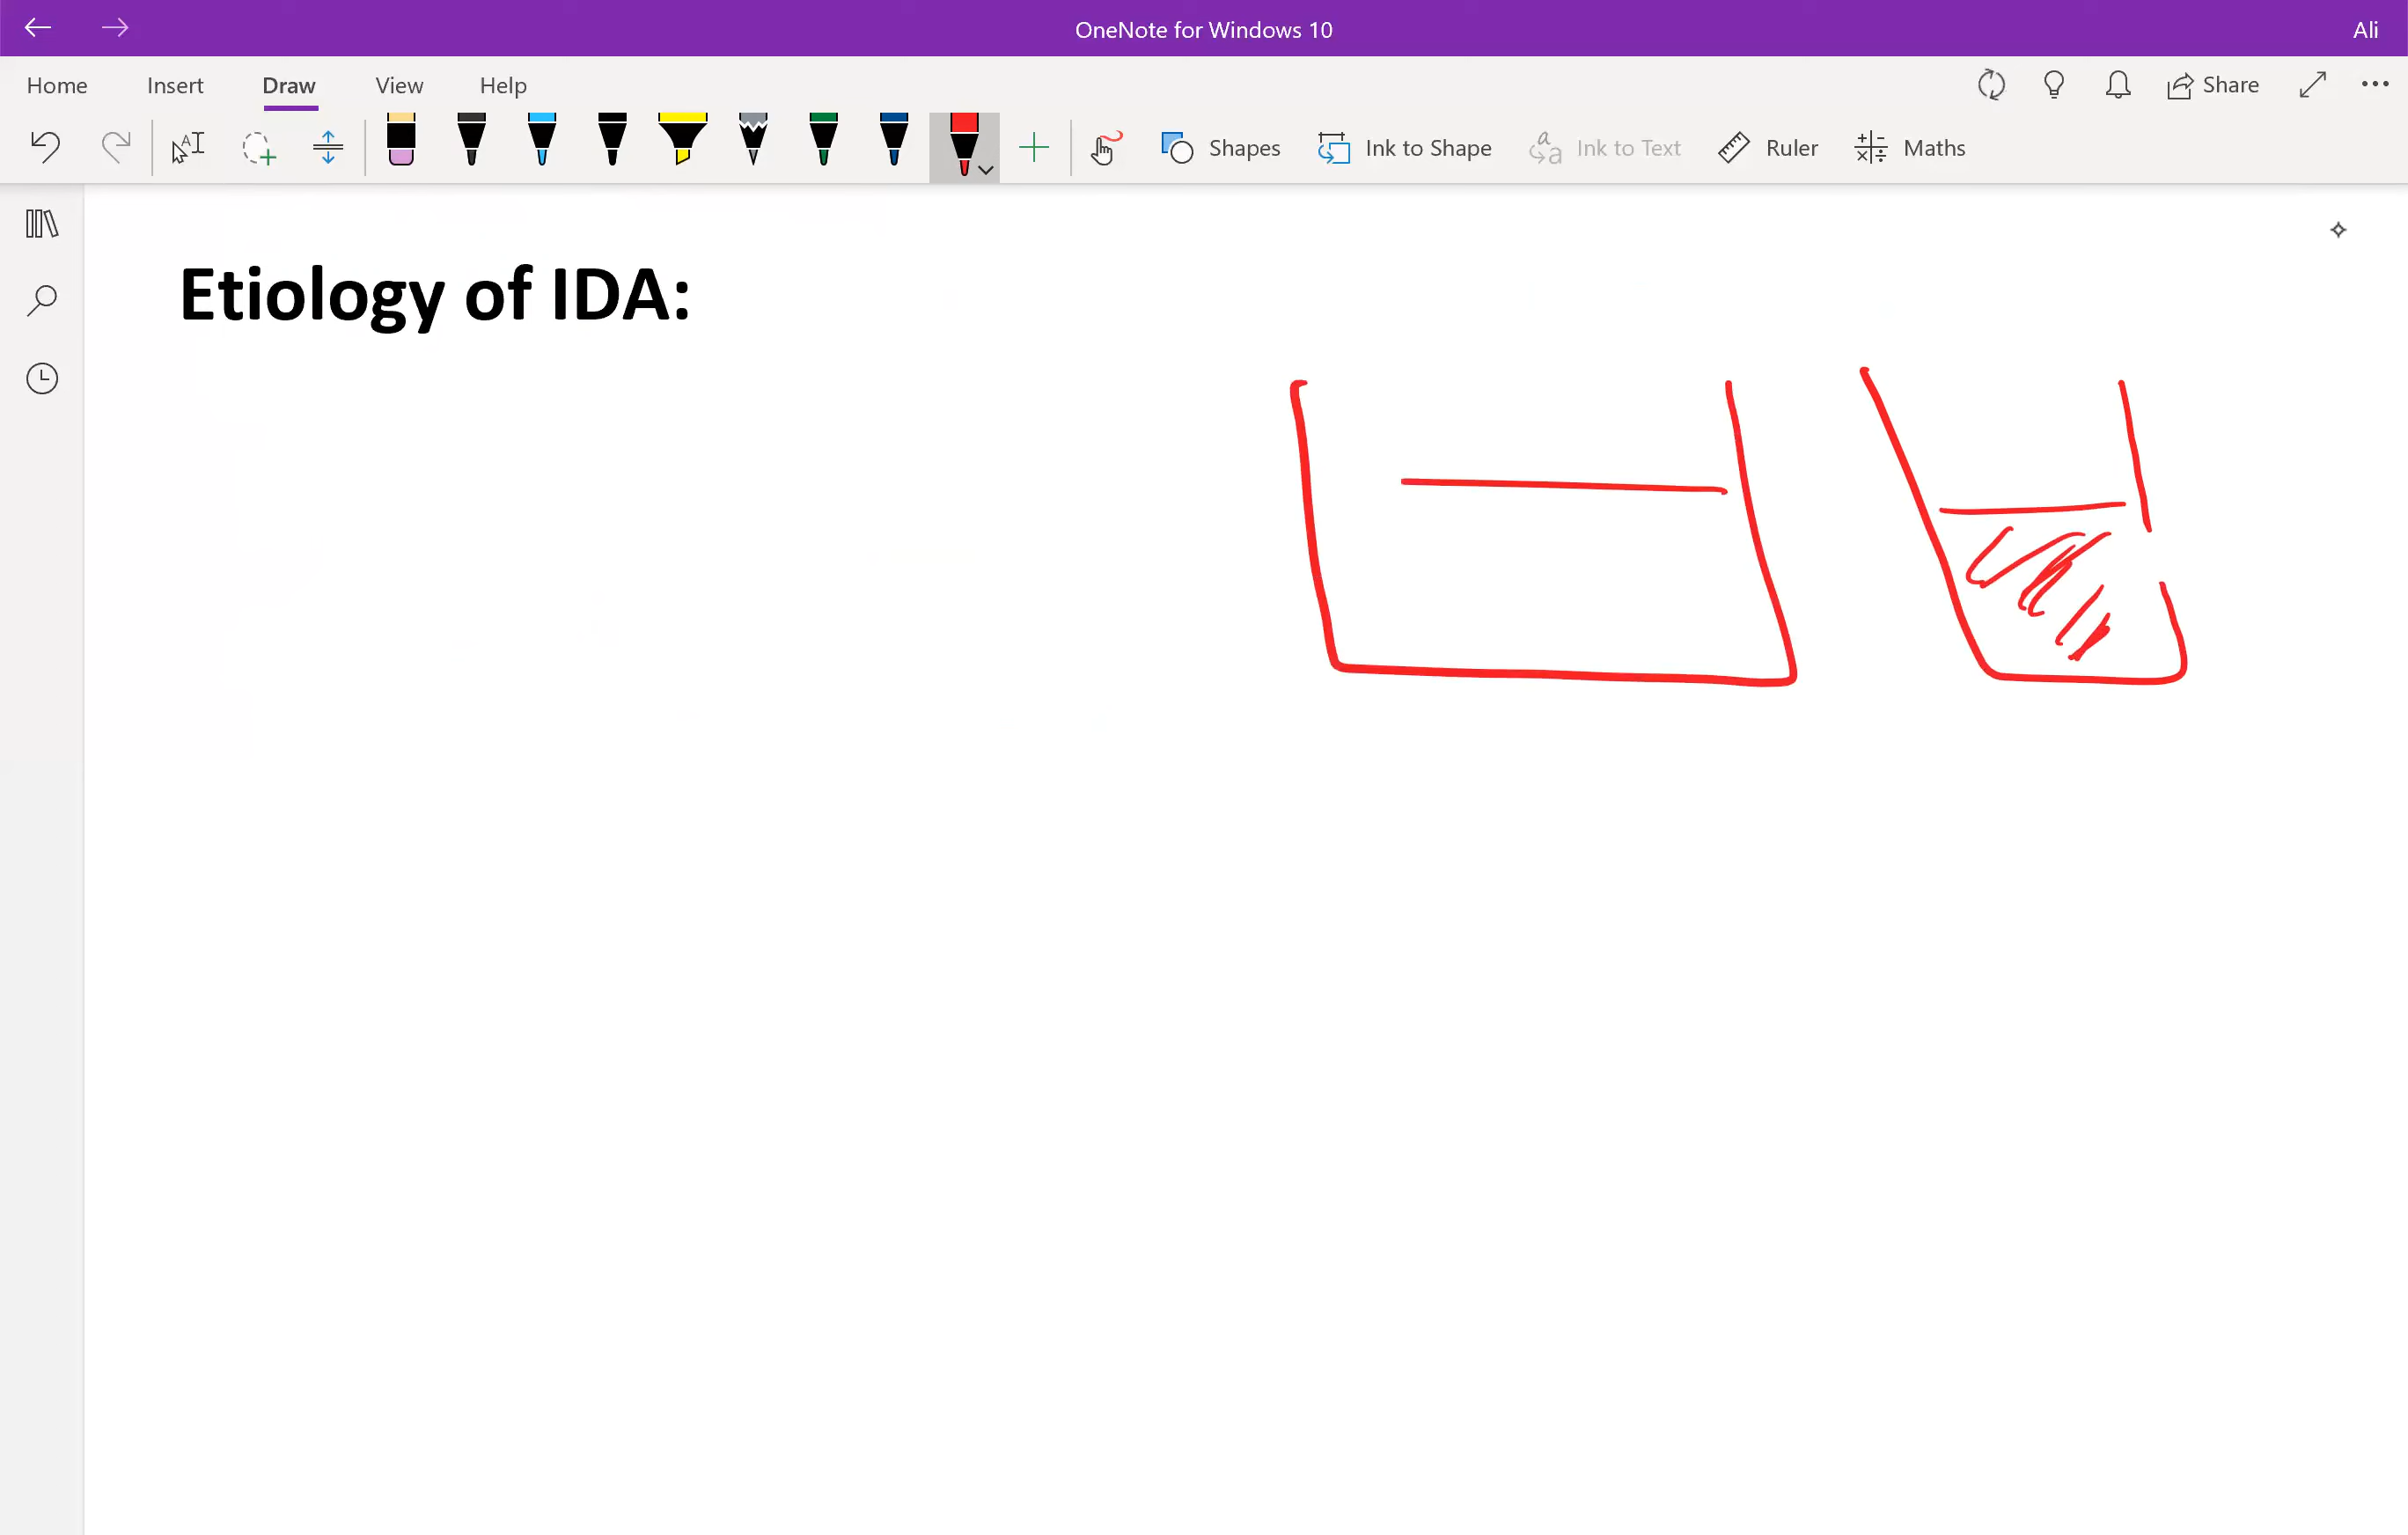 OneNote for Windows 10
Ali
Home Insert Draw View Help
Share
Shapes Ink to Shape Ink to Text Ruler Maths
Etiology of IDA: